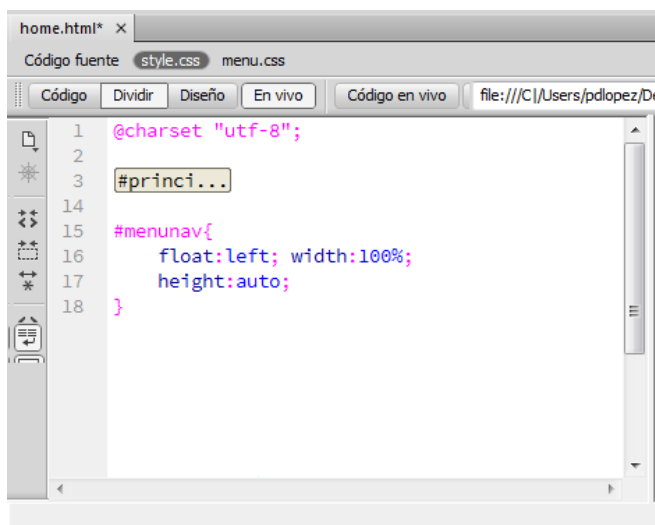 home.html* ×
Código fuente style.css menu.css
Código Dividir Diseño En vivo Código en vivo file:///C|/Users/pdlopez/De
1 @charset "utf-8";
2
3 #princi...
14
15 #menunav{
16 float:left; width:100%;
17 height:auto;
18 }